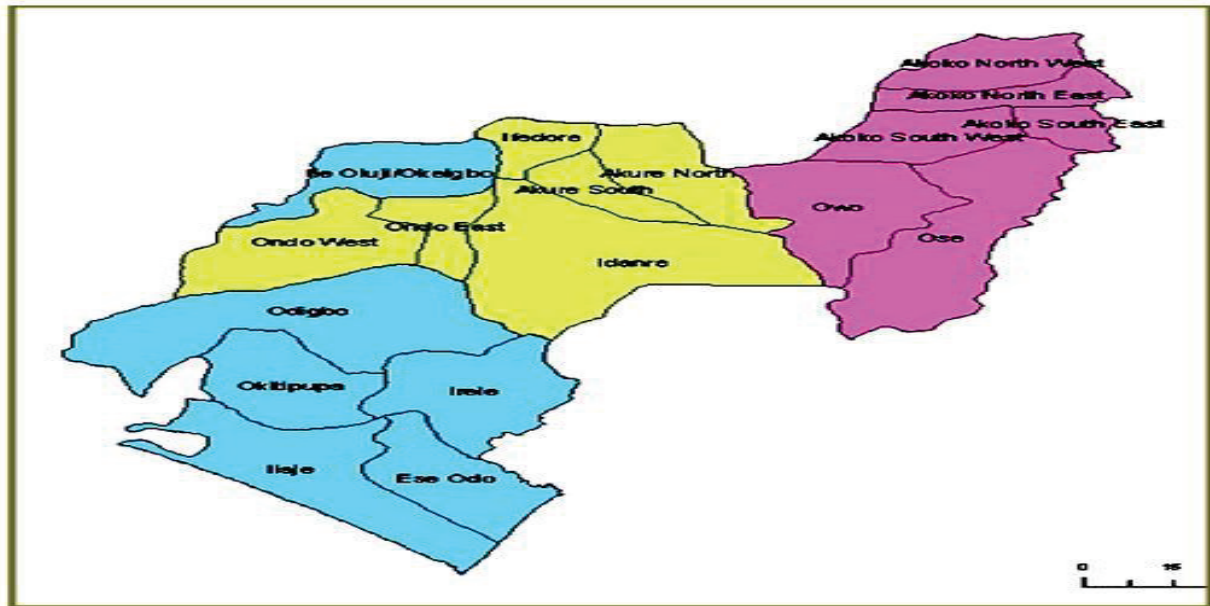 Akoko North West
Akoko North East
Akoko South East
Akoko South West
Ifedore
Ile Oluji/Okeigbo
Akure North
Akure South
Owo
Ondo East
Ondo West
Ose
Idanre
Odigbo
Okitipupa
Irele
Ilaje
Ese Odo
0 15